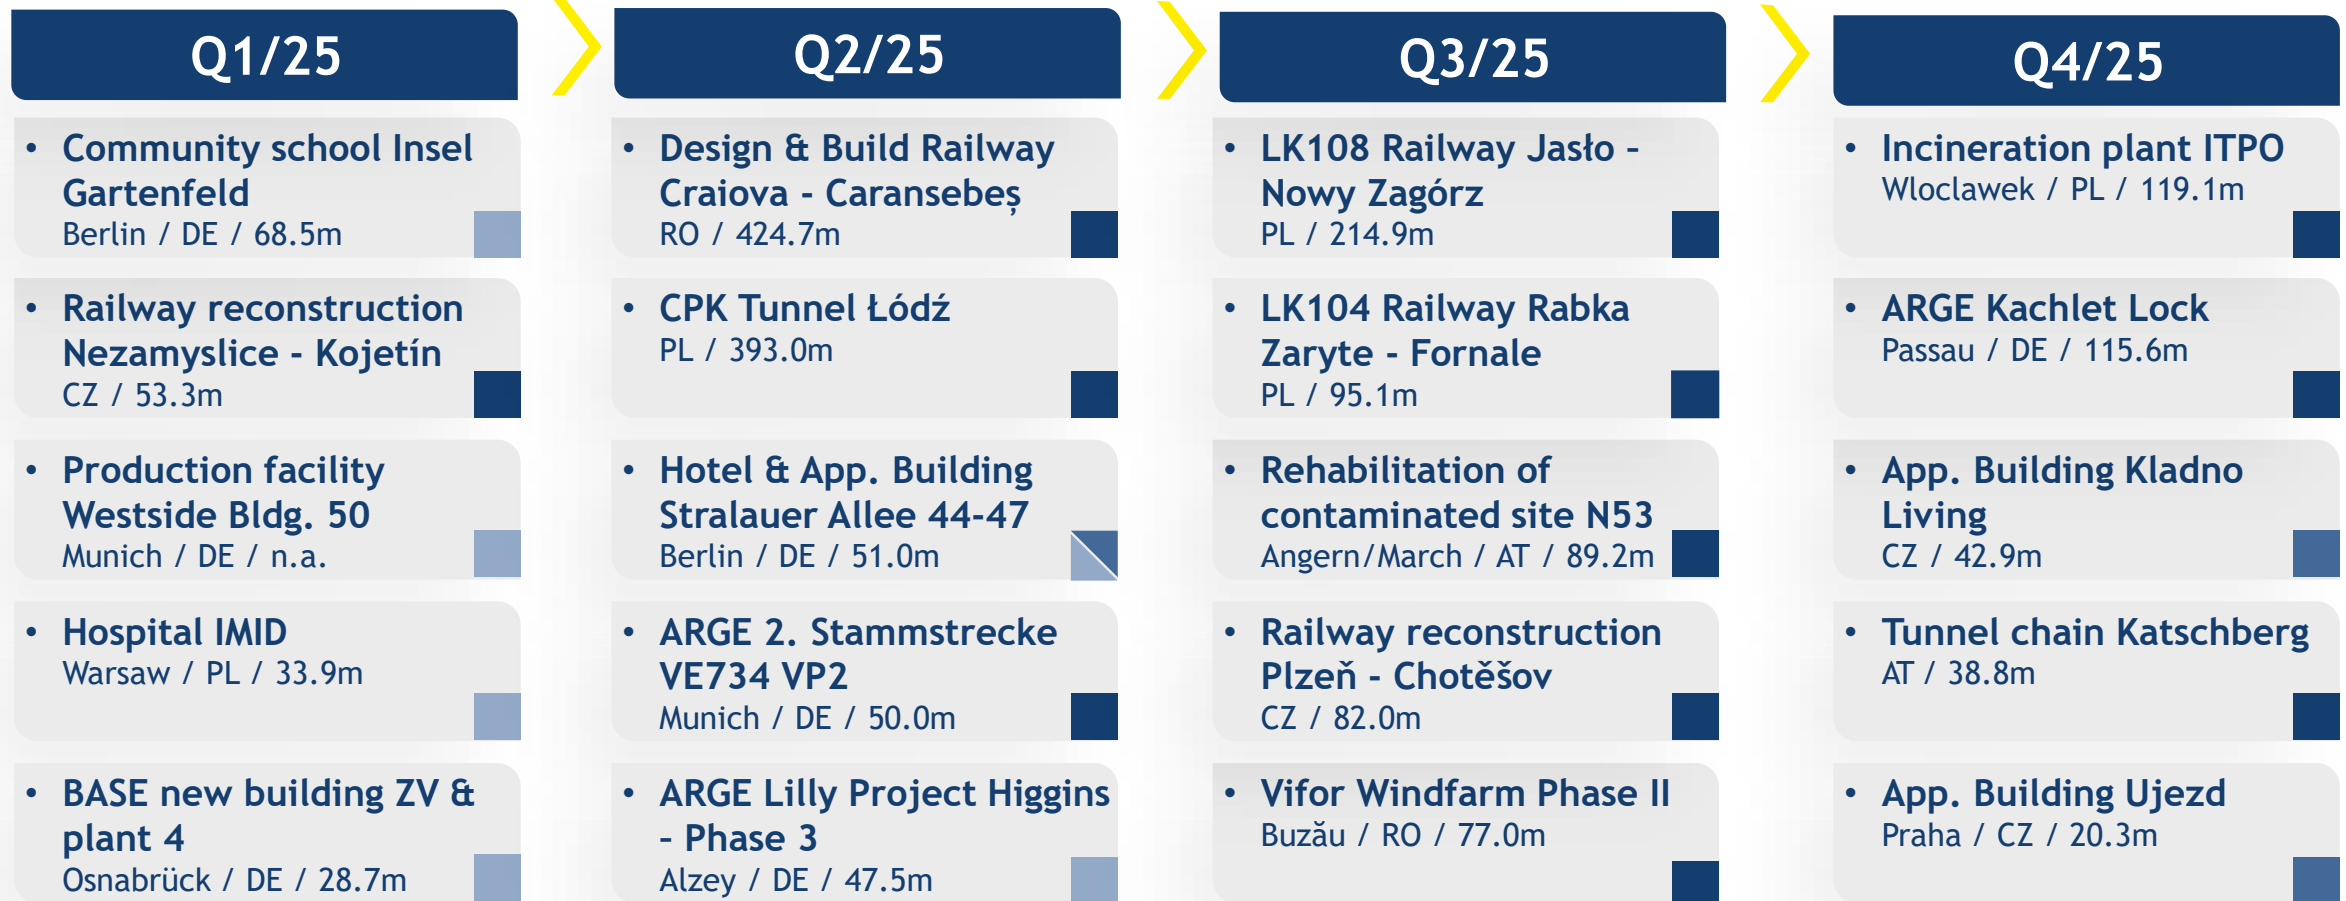 Q1/25
• Community school Insel
Gartenfeld
Berlin / DE / 68.5m
• Railway reconstruction
Nezamyslice - Kojetín
CZ / 53.3m
• Production facility
Westside Bldg. 50
Munich / DE / n.a.
• Hospital IMID
Warsaw / PL / 33.9m
• BASE new building ZV &
plant 4
Osnabrück / DE / 28.7m
Q2/25
• Design & Build Railway
Craiova - Caransebeș
RO / 424.7m
• CPK Tunnel Łódź
PL / 393.0m
• Hotel & App. Building
Stralauer Allee 44-47
Berlin / DE / 51.0m
• ARGE 2. Stammstrecke
VE734 VP2
Munich / DE / 50.0m
• ARGE Lilly Project Higgins
– Phase 3
Alzey / DE / 47.5m
Q3/25
• LK108 Railway Jasło –
Nowy Zagórz
PL / 214.9m
• LK104 Railway Rabka
Zaryte - Fornale
PL / 95.1m
• Rehabilitation of
contaminated site N53
Angern/March / AT / 89.2m
• Railway reconstruction
Plzeň - Chotěšov
CZ / 82.0m
• Vifor Windfarm Phase II
Buzău / RO / 77.0m
Q4/25
• Incineration plant ITPO
Wloclawek / PL / 119.1m
• ARGE Kachlet Lock
Passau / DE / 115.6m
• App. Building Kladno
Living
CZ / 42.9m
• Tunnel chain Katschberg
AT / 38.8m
• App. Building Ujezd
Praha / CZ / 20.3m